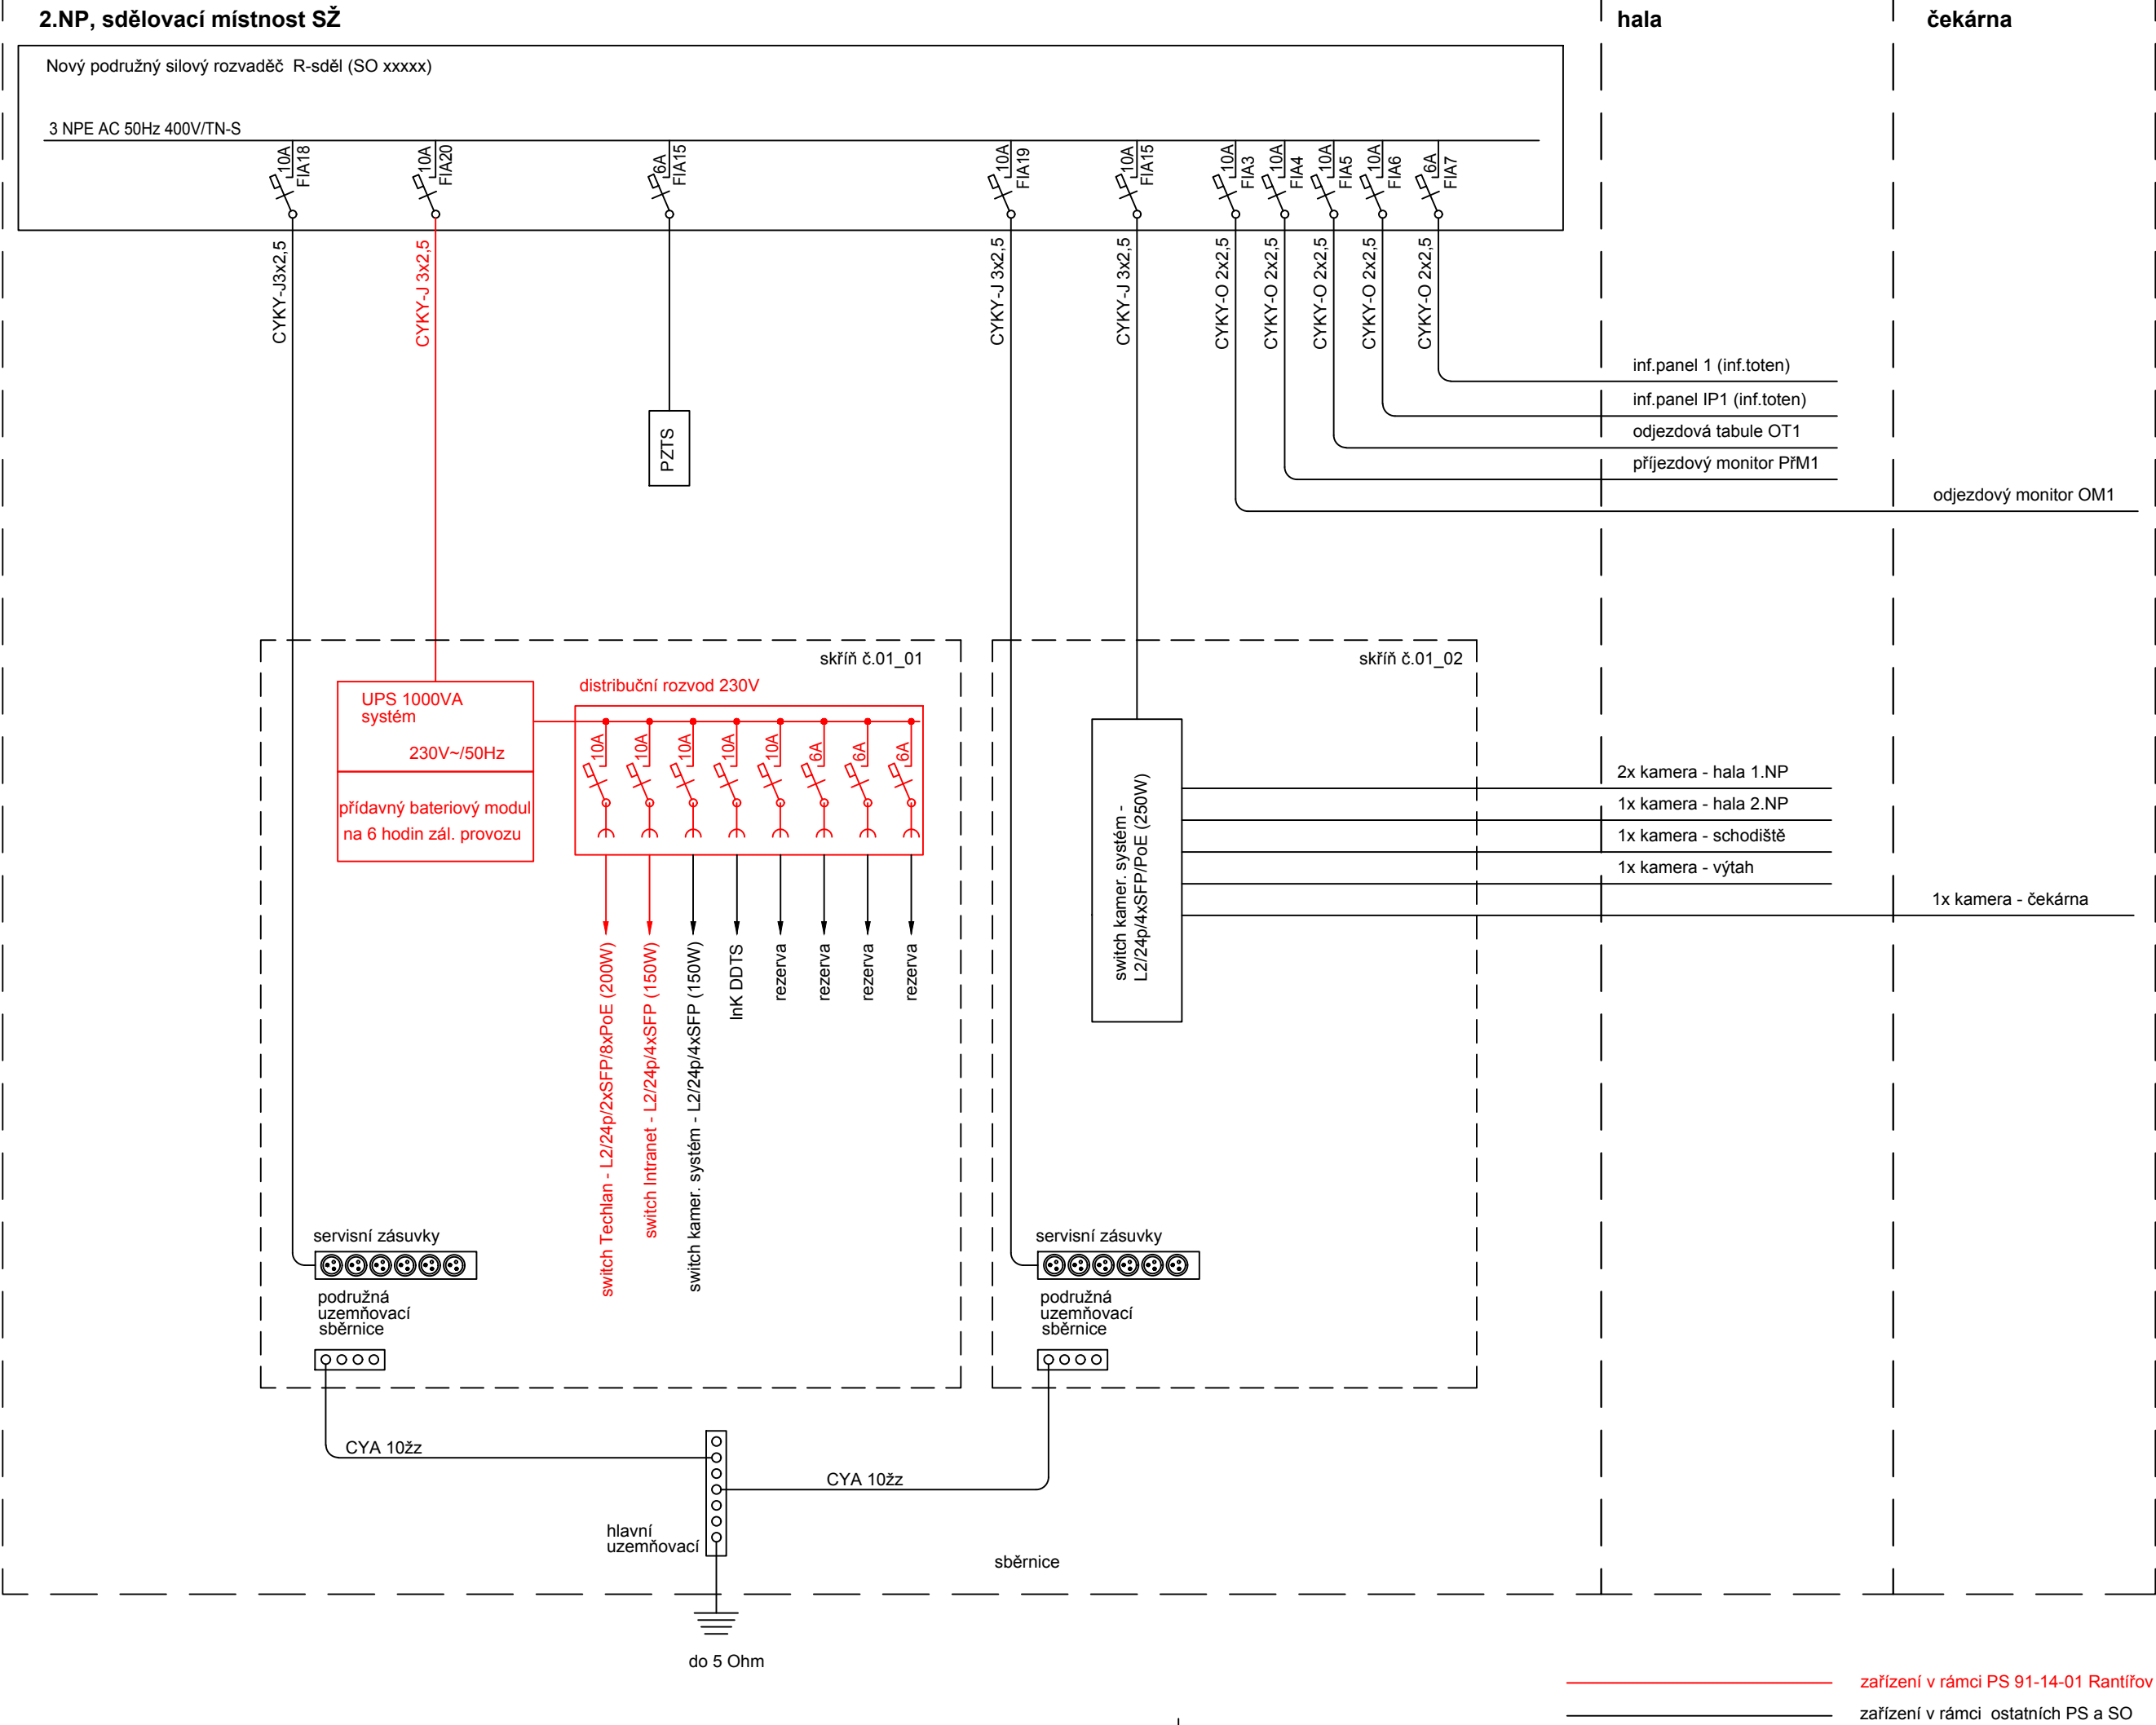 2.NP, sdělovací místnost SŽ
hala
čekárna
Nový podružný silový rozvaděč  R-sděl (SO xxxxx)
3 NPE AC 50Hz 400V/TN-S
10A
FIA18
10A
FIA20
6A
FIA15
10A
FIA19
10A
FIA15
10A
FIA3
10A
FIA4
10A
FIA5
10A
FIA6
6A
FIA7
CYKY-J3x2,5
CYKY-J 3x2,5
CYKY-J 3x2,5
CYKY-J 3x2,5
CYKY-O 2x2,5
CYKY-O 2x2,5
CYKY-O 2x2,5
CYKY-O 2x2,5
CYKY-O 2x2,5
inf.panel 1 (inf.toten)
inf.panel IP1 (inf.toten)
odjezdová tabule OT1
příjezdový monitor PřM1
odjezdový monitor OM1
PZTS
skříň č.01_01
skříň č.01_02
UPS 1000VA
systém
230V~/50Hz
přídavný bateriový modul
na 6 hodin zál. provozu
distribuční rozvod 230V
10A
10A
10A
10A
10A
6A
6A
6A
switch Techlan - L2/24p/2xSFP/8xPoE (200W)
switch Intranet - L2/24p/4xSFP (150W)
switch kamer. systém - L2/24p/4xSFP (150W)
InK DDTS
rezerva
rezerva
rezerva
rezerva
switch kamer. systém -
L2/24p/4xSFP/PoE (250W)
2x kamera - hala 1.NP
1x kamera - hala 2.NP
1x kamera - schodiště
1x kamera - výtah
1x kamera - čekárna
servisní zásuvky
podružná
uzemňovací
sběrnice
servisní zásuvky
podružná
uzemňovací
sběrnice
CYA 10žz
CYA 10žz
hlavní
uzemňovací
sběrnice
do 5 Ohm
zařízení v rámci PS 91-14-01 Rantířov
zařízení v rámci  ostatních PS a SO